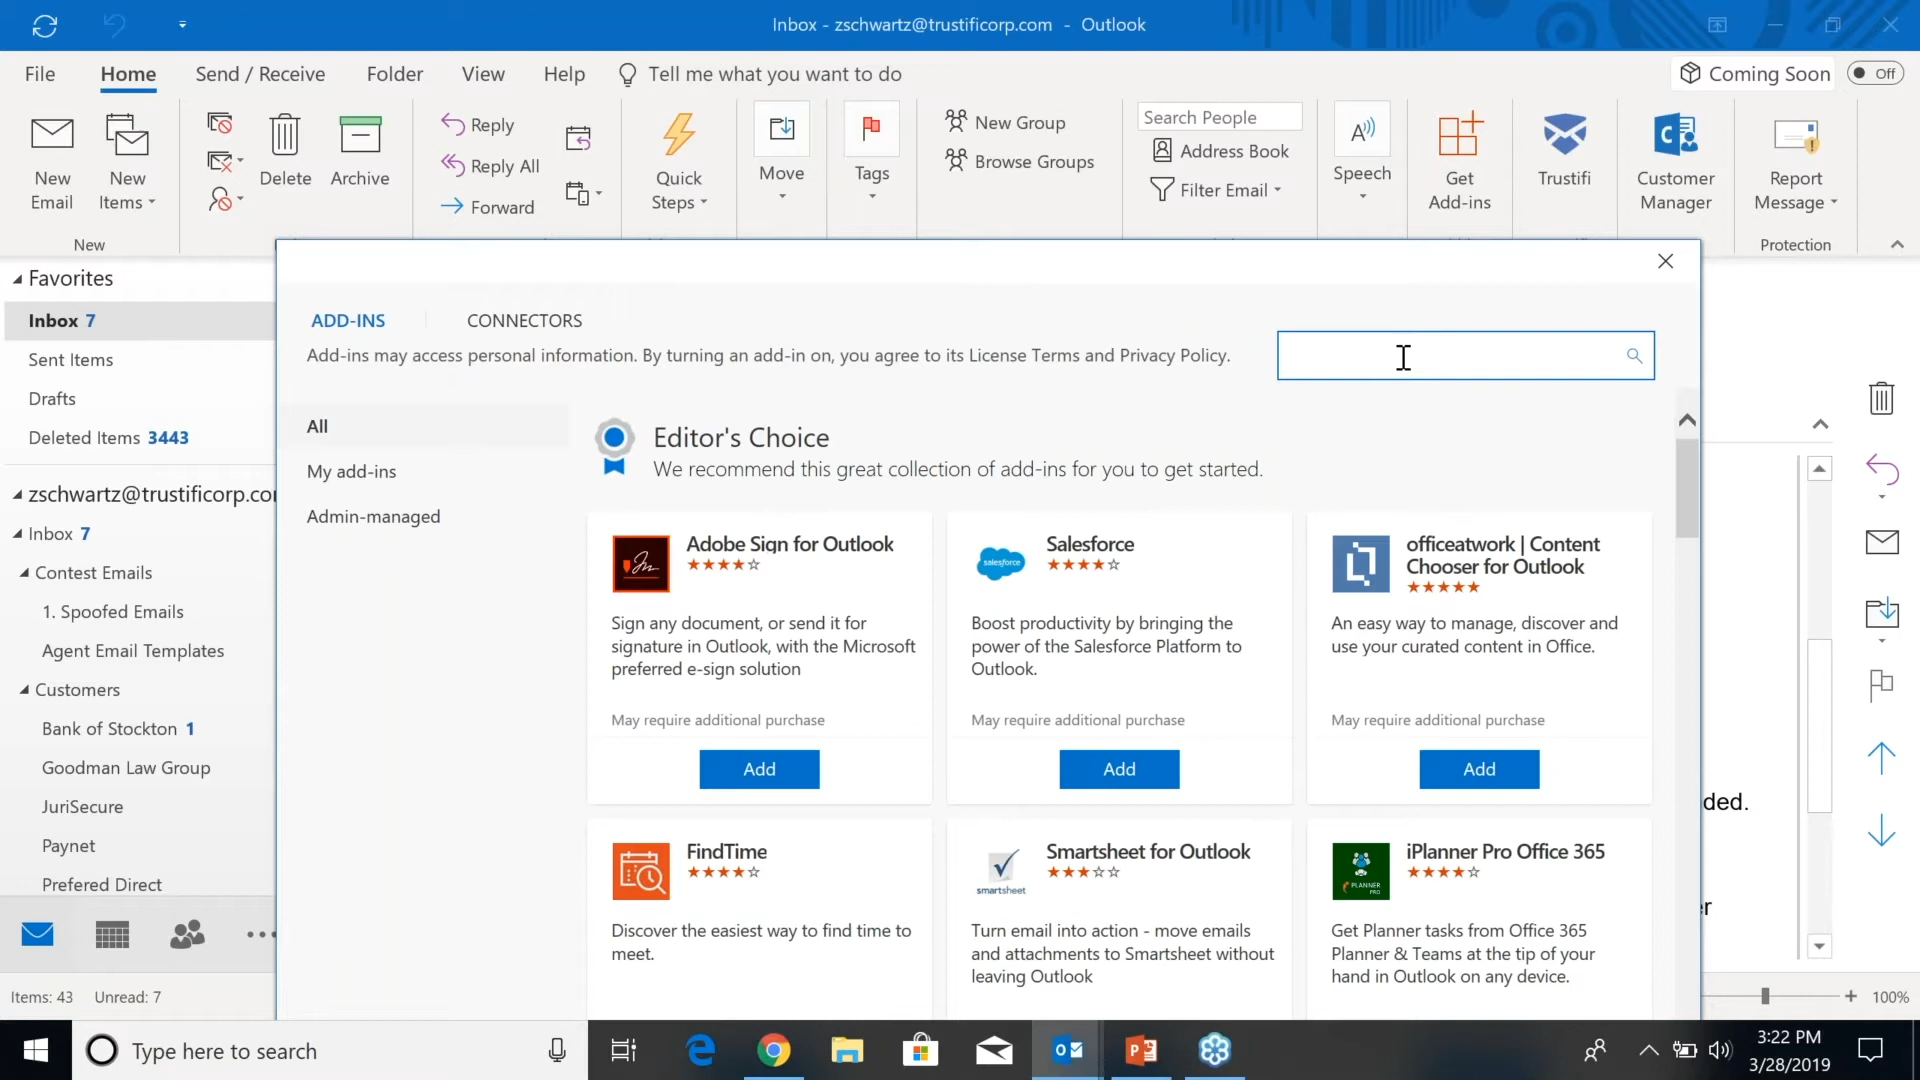 Inbox - zschwartz@trustificorp.com - Outlook
File Home Send / Receive Folder View Help Tell me what you want to do Coming Soon Off
New Email
New Items
Delete
Archive
Reply
Reply All
Forward
Quick Steps
Move
Tags
New Group
Browse Groups
Search People
Address Book
Filter Email
Speech
Get Add-ins
Trustifi
Customer Manager
Report Message
New
Protection
Favorites
Inbox 7
Sent Items
Drafts
Deleted Items 3443
zschwartz@trustificorp.co
Inbox 7
Contest Emails
1. Spoofed Emails
Agent Email Templates
Customers
Bank of Stockton 1
Goodman Law Group
JuriSecure
Paynet
Prefered Direct
Items: 43 Unread: 7
ADD-INS CONNECTORS
Add-ins may access personal information. By turning an add-in on, you agree to its License Terms and Privacy Policy.
All
My add-ins
Admin-managed
Editor's Choice
We recommend this great collection of add-ins for you to get started.
Adobe Sign for Outlook
Sign any document, or send it for
signature in Outlook, with the Microsoft
preferred e-sign solution
May require additional purchase
Add
salesforce
Salesforce
Boost productivity by bringing the
power of the Salesforce Platform to
Outlook.
May require additional purchase
Add
officeatwork | Content
Chooser for Outlook
An easy way to manage, discover and
use your curated content in Office.
May require additional purchase
Add
FindTime
Discover the easiest way to find time to
meet.
smartsheet
Smartsheet for Outlook
Turn email into action - move emails
and attachments to Smartsheet without
leaving Outlook
PLANNER
PRO
iPlanner Pro Office 365
Get Planner tasks from Office 365
Planner & Teams at the tip of your
hand in Outlook on any device.
ded.
r
100%
Type here to search
3:22 PM
3/28/2019